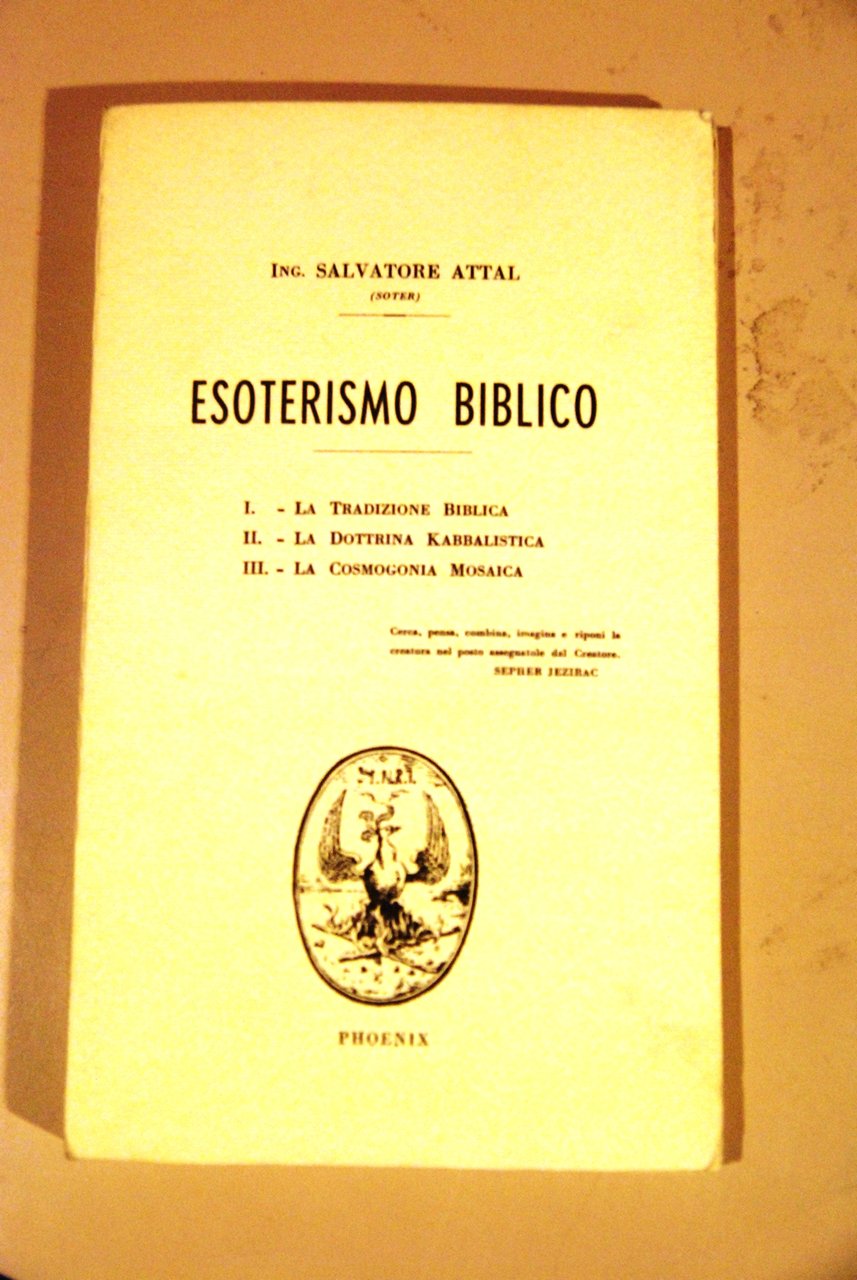 ING. SALVATORE ATTAL
(SOTER)
ESOTERISMO BIBLICO
I. - LA TRADIZIONE BIBLICA
II. - LA DOTTRINA KABBALISTICA
III. - LA COSMOGONIA MOSAICA
Cerca, pensa, combina, imagina e riponi la
creatura nel posto assegnatole dal Creatore.
SEPHER JEZIRAC
I.N.R.I.
PHOENIX